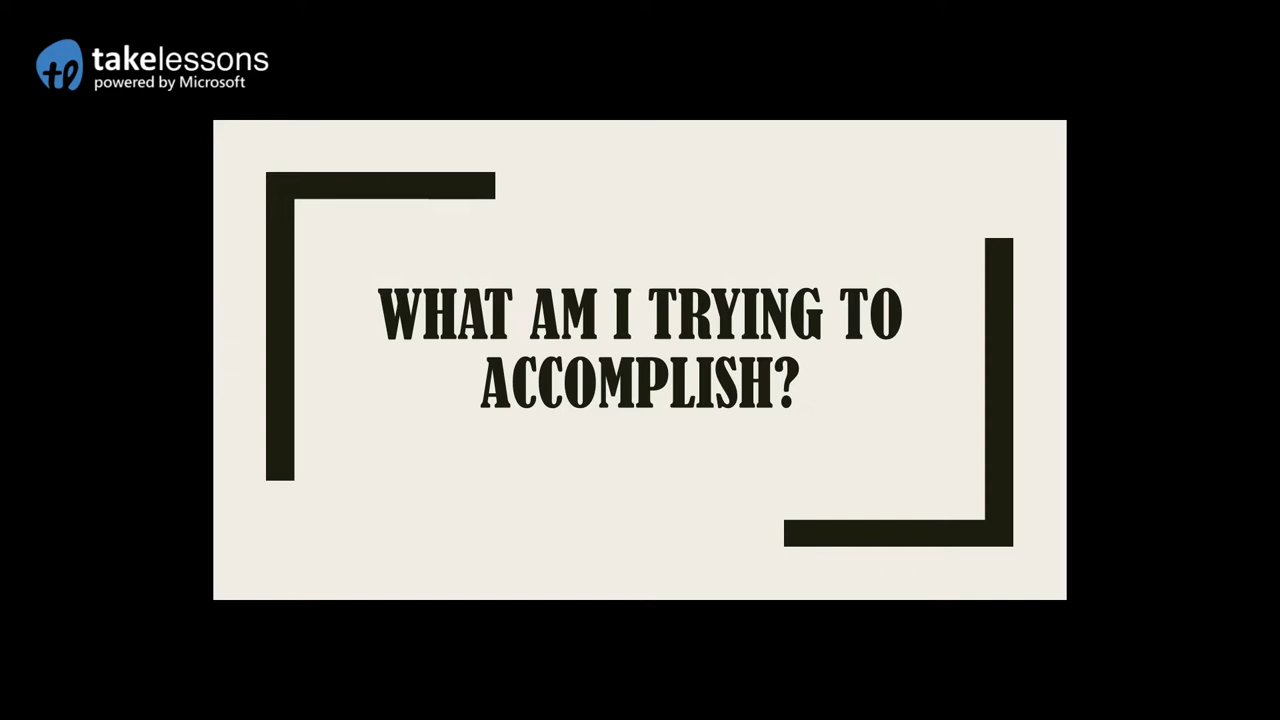 takelessons
powered by Microsoft
WHAT AM I TRYING TO
ACCOMPLISH?